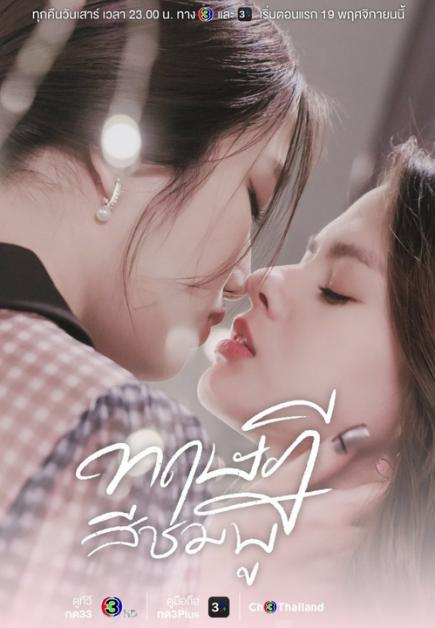 ทุกคืนวันเสาร์ เวลา 23.00 น. ทาง 3 และ 3 เริ่มตอนแรก 19 พฤศจิกายนนี้
ทฤษฎี
สีชมพู
ดูทีวี กด33 3 HD
ดูมือถือ กด3Plus 3+
Ch3Thailand